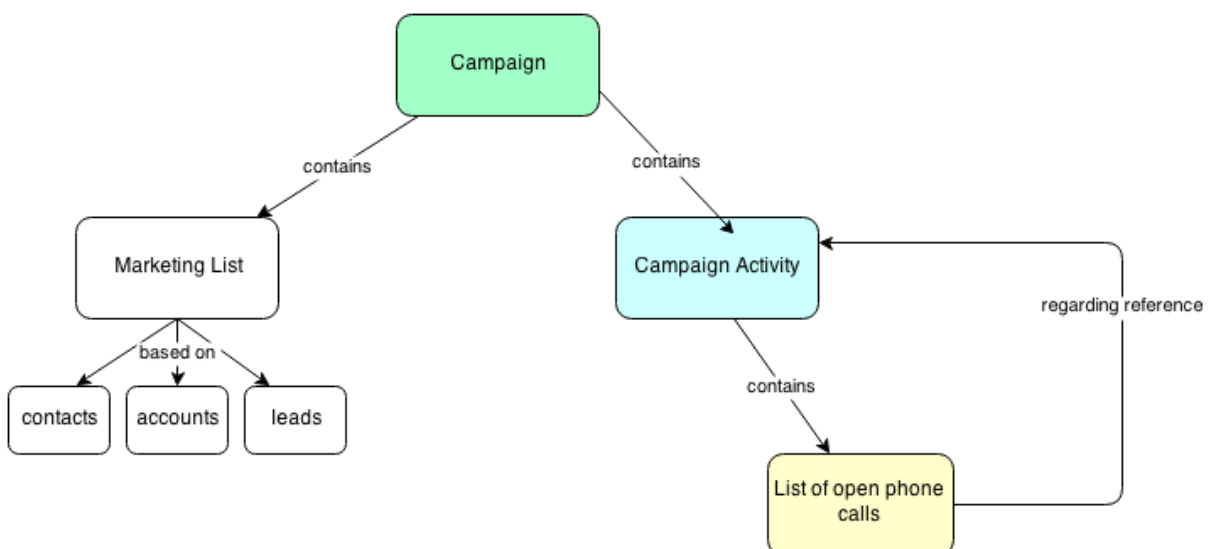 Campaign
contains
contains
Marketing List
Campaign Activity
regarding reference
based on
contains
contacts
accounts
leads
List of open phone
calls